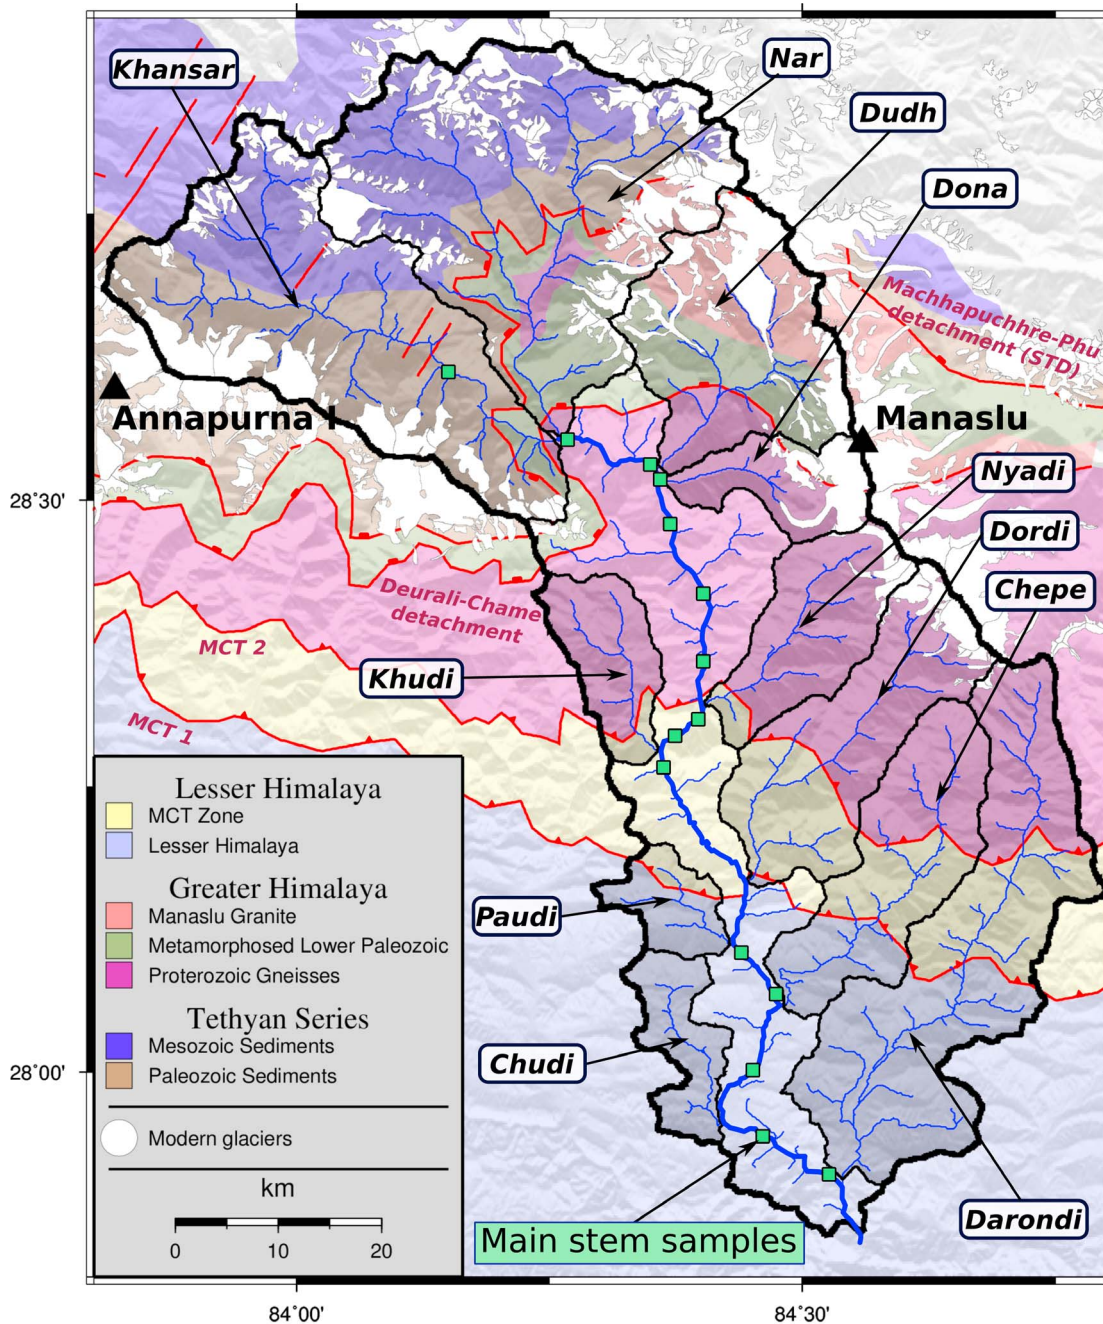 Khansar
Nar
Dudh
Dona
Machhapuchhre-Phu
detachment (STD)
Annapurna I
Manaslu
Nyadi
28°30'
Dordi
Chepe
Deurali-Chame
detachment
MCT 2
Khudi
MCT 1
Lesser Himalaya
MCT Zone
Lesser Himalaya
Greater Himalaya
Manaslu Granite
Metamorphosed Lower Paleozoic
Proterozoic Gneisses
Tethyan Series
Mesozoic Sediments
Paleozoic Sediments
Modern glaciers
km
0 10 20
Paudi
28°00'
Chudi
Darondi
Main stem samples
84°00' 84°30'